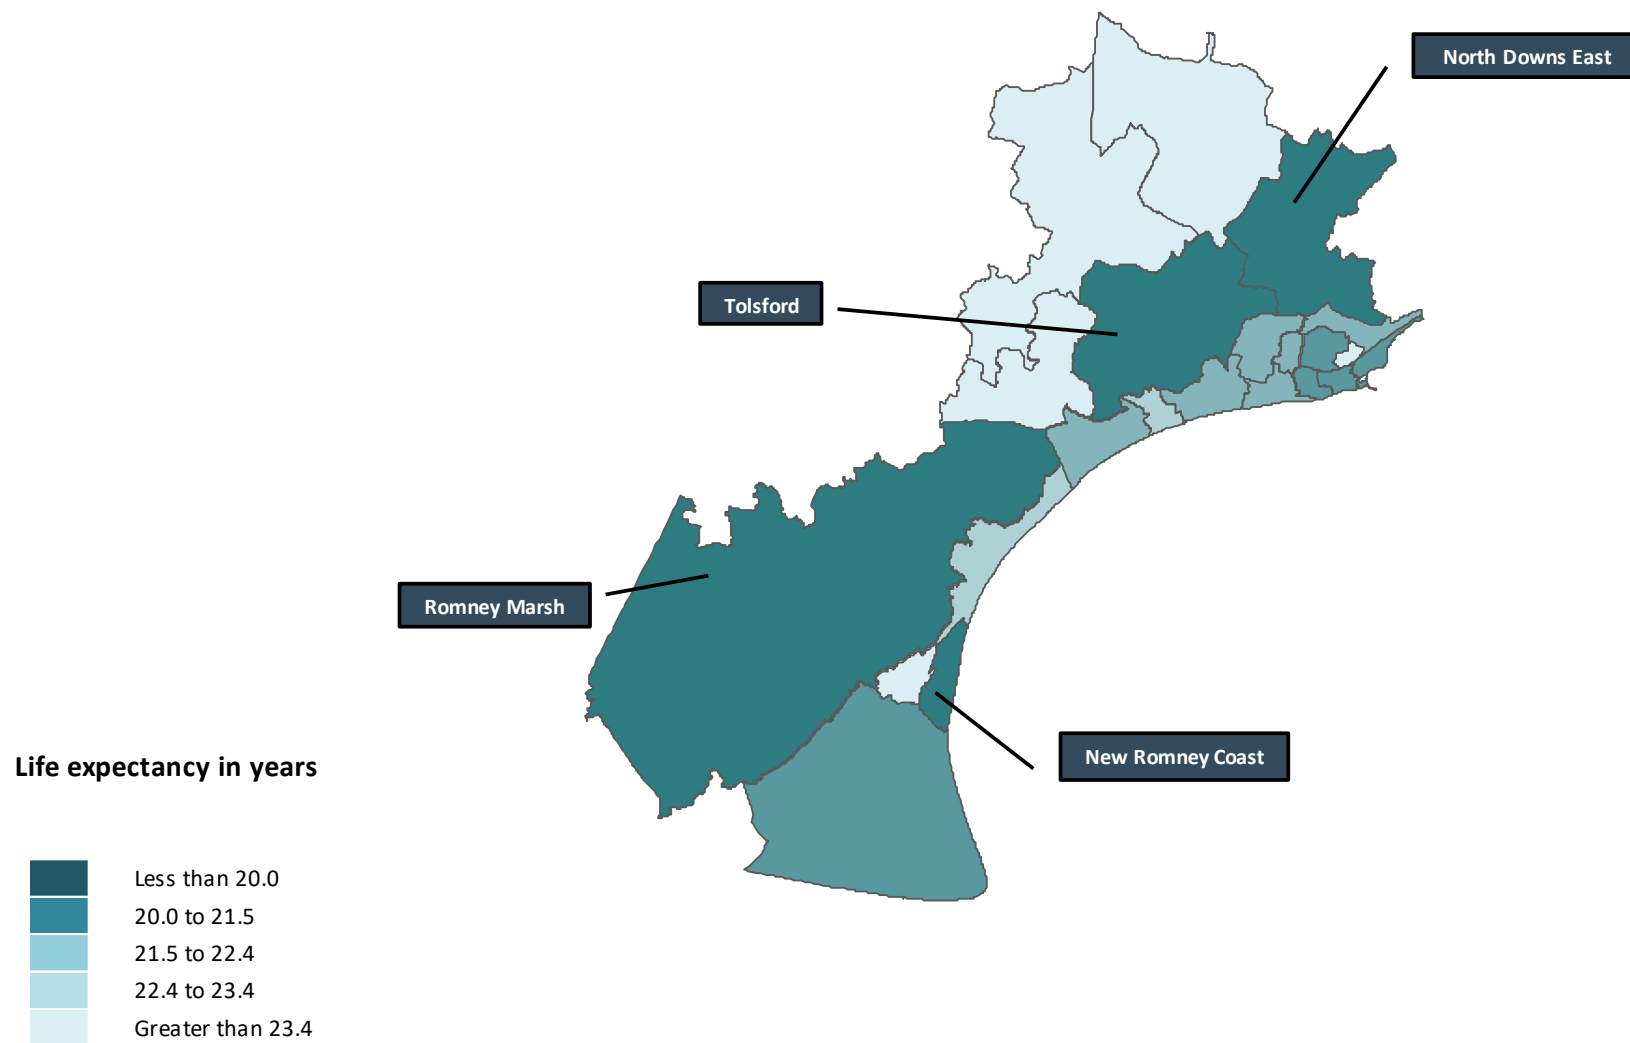 North Downs East
Tolsford
Romney Marsh
New Romney Coast
Life expectancy in years
Less than 20.0
20.0 to 21.5
21.5 to 22.4
22.4 to 23.4
Greater than 23.4